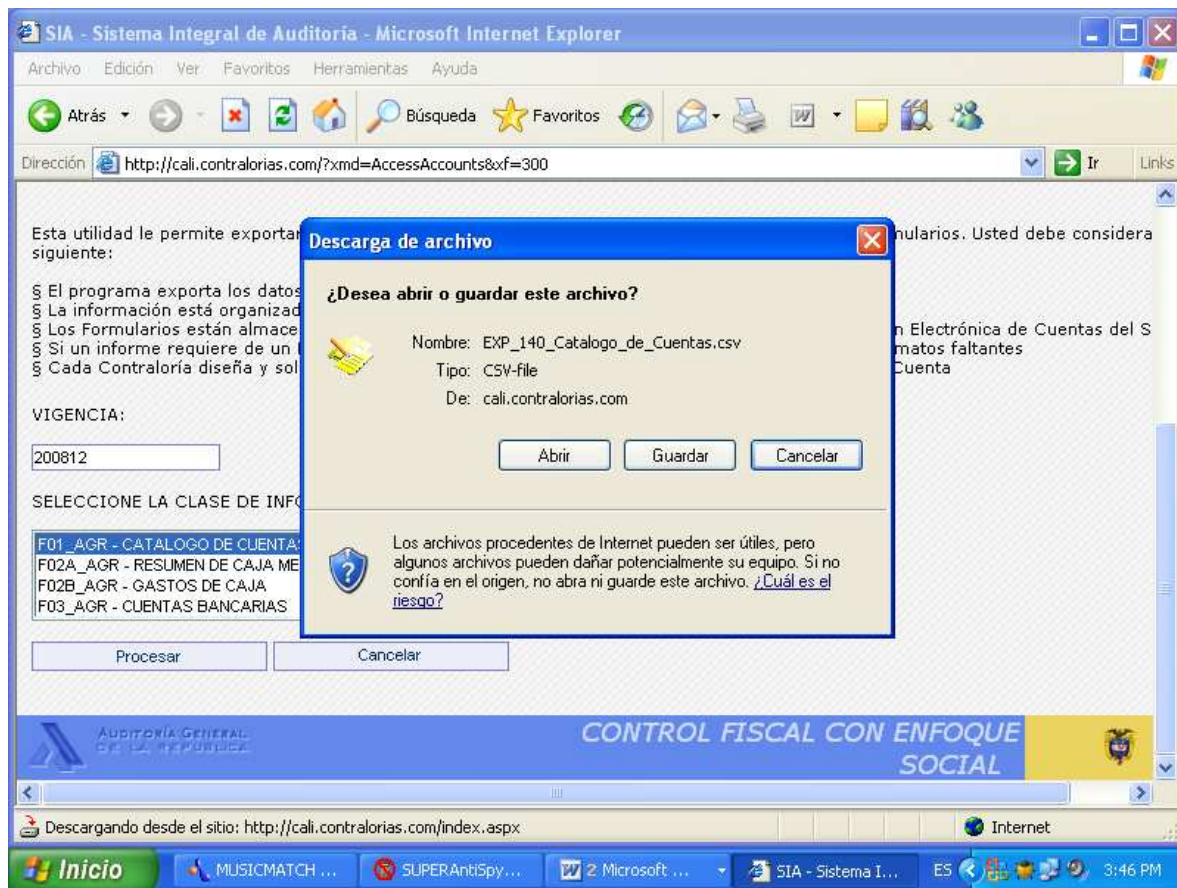 SIA - Sistema Integral de Auditoría - Microsoft Internet Explorer
Archivo Edición Ver Favoritos Herramientas Ayuda
Atrás Búsqueda Favoritos
Dirección http://cali.contralorias.com/?xmd=AccessAccounts&xf=300 Ir Links
Esta utilidad le permite exportar
siguiente:
nularios. Usted debe considera
§ El programa exporta los datos
§ La información está organizad
§ Los Formularios están almace
n Electrónica de Cuentas del S
§ Si un informe requiere de un
matos faltantes
§ Cada Contraloría diseña y sol
Cuenta
VIGENCIA:
200812
SELECCIONE LA CLASE DE INFO
F01_AGR - CATALOGO DE CUENTA
F02A_AGR - RESUMEN DE CAJA ME
F02B_AGR - GASTOS DE CAJA
F03_AGR - CUENTAS BANCARIAS
Procesar Cancelar
Descarga de archivo
¿Desea abrir o guardar este archivo?
Nombre: EXP_140_Catalogo_de_Cuentas.csv
Tipo: CSV-file
De: cali.contralorias.com
Abrir Guardar Cancelar
Los archivos procedentes de Internet pueden ser útiles, pero
algunos archivos pueden dañar potencialmente su equipo. Si no
confía en el origen, no abra ni guarde este archivo. ¿Cuál es el
riesgo?
AUDITORÍA GENERAL
DE LA REPÚBLICA
CONTROL FISCAL CON ENFOQUE
SOCIAL
Descargando desde el sitio: http://cali.contralorias.com/index.aspx Internet
Inicio MUSICMATCH ... SUPERAntiSpy... 2 Microsoft ... SIA - Sistema I... ES 3:46 PM